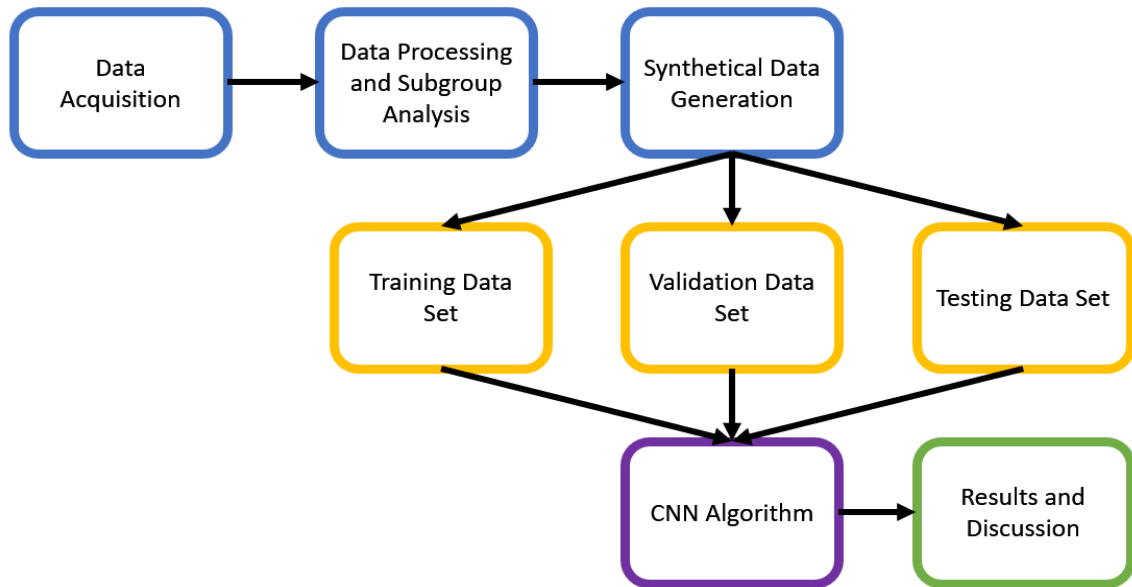 Data
Acquisition
Data Processing
and Subgroup
Analysis
Synthetical Data
Generation
Training Data
Set
Validation Data
Set
Testing Data Set
CNN Algorithm
Results and
Discussion